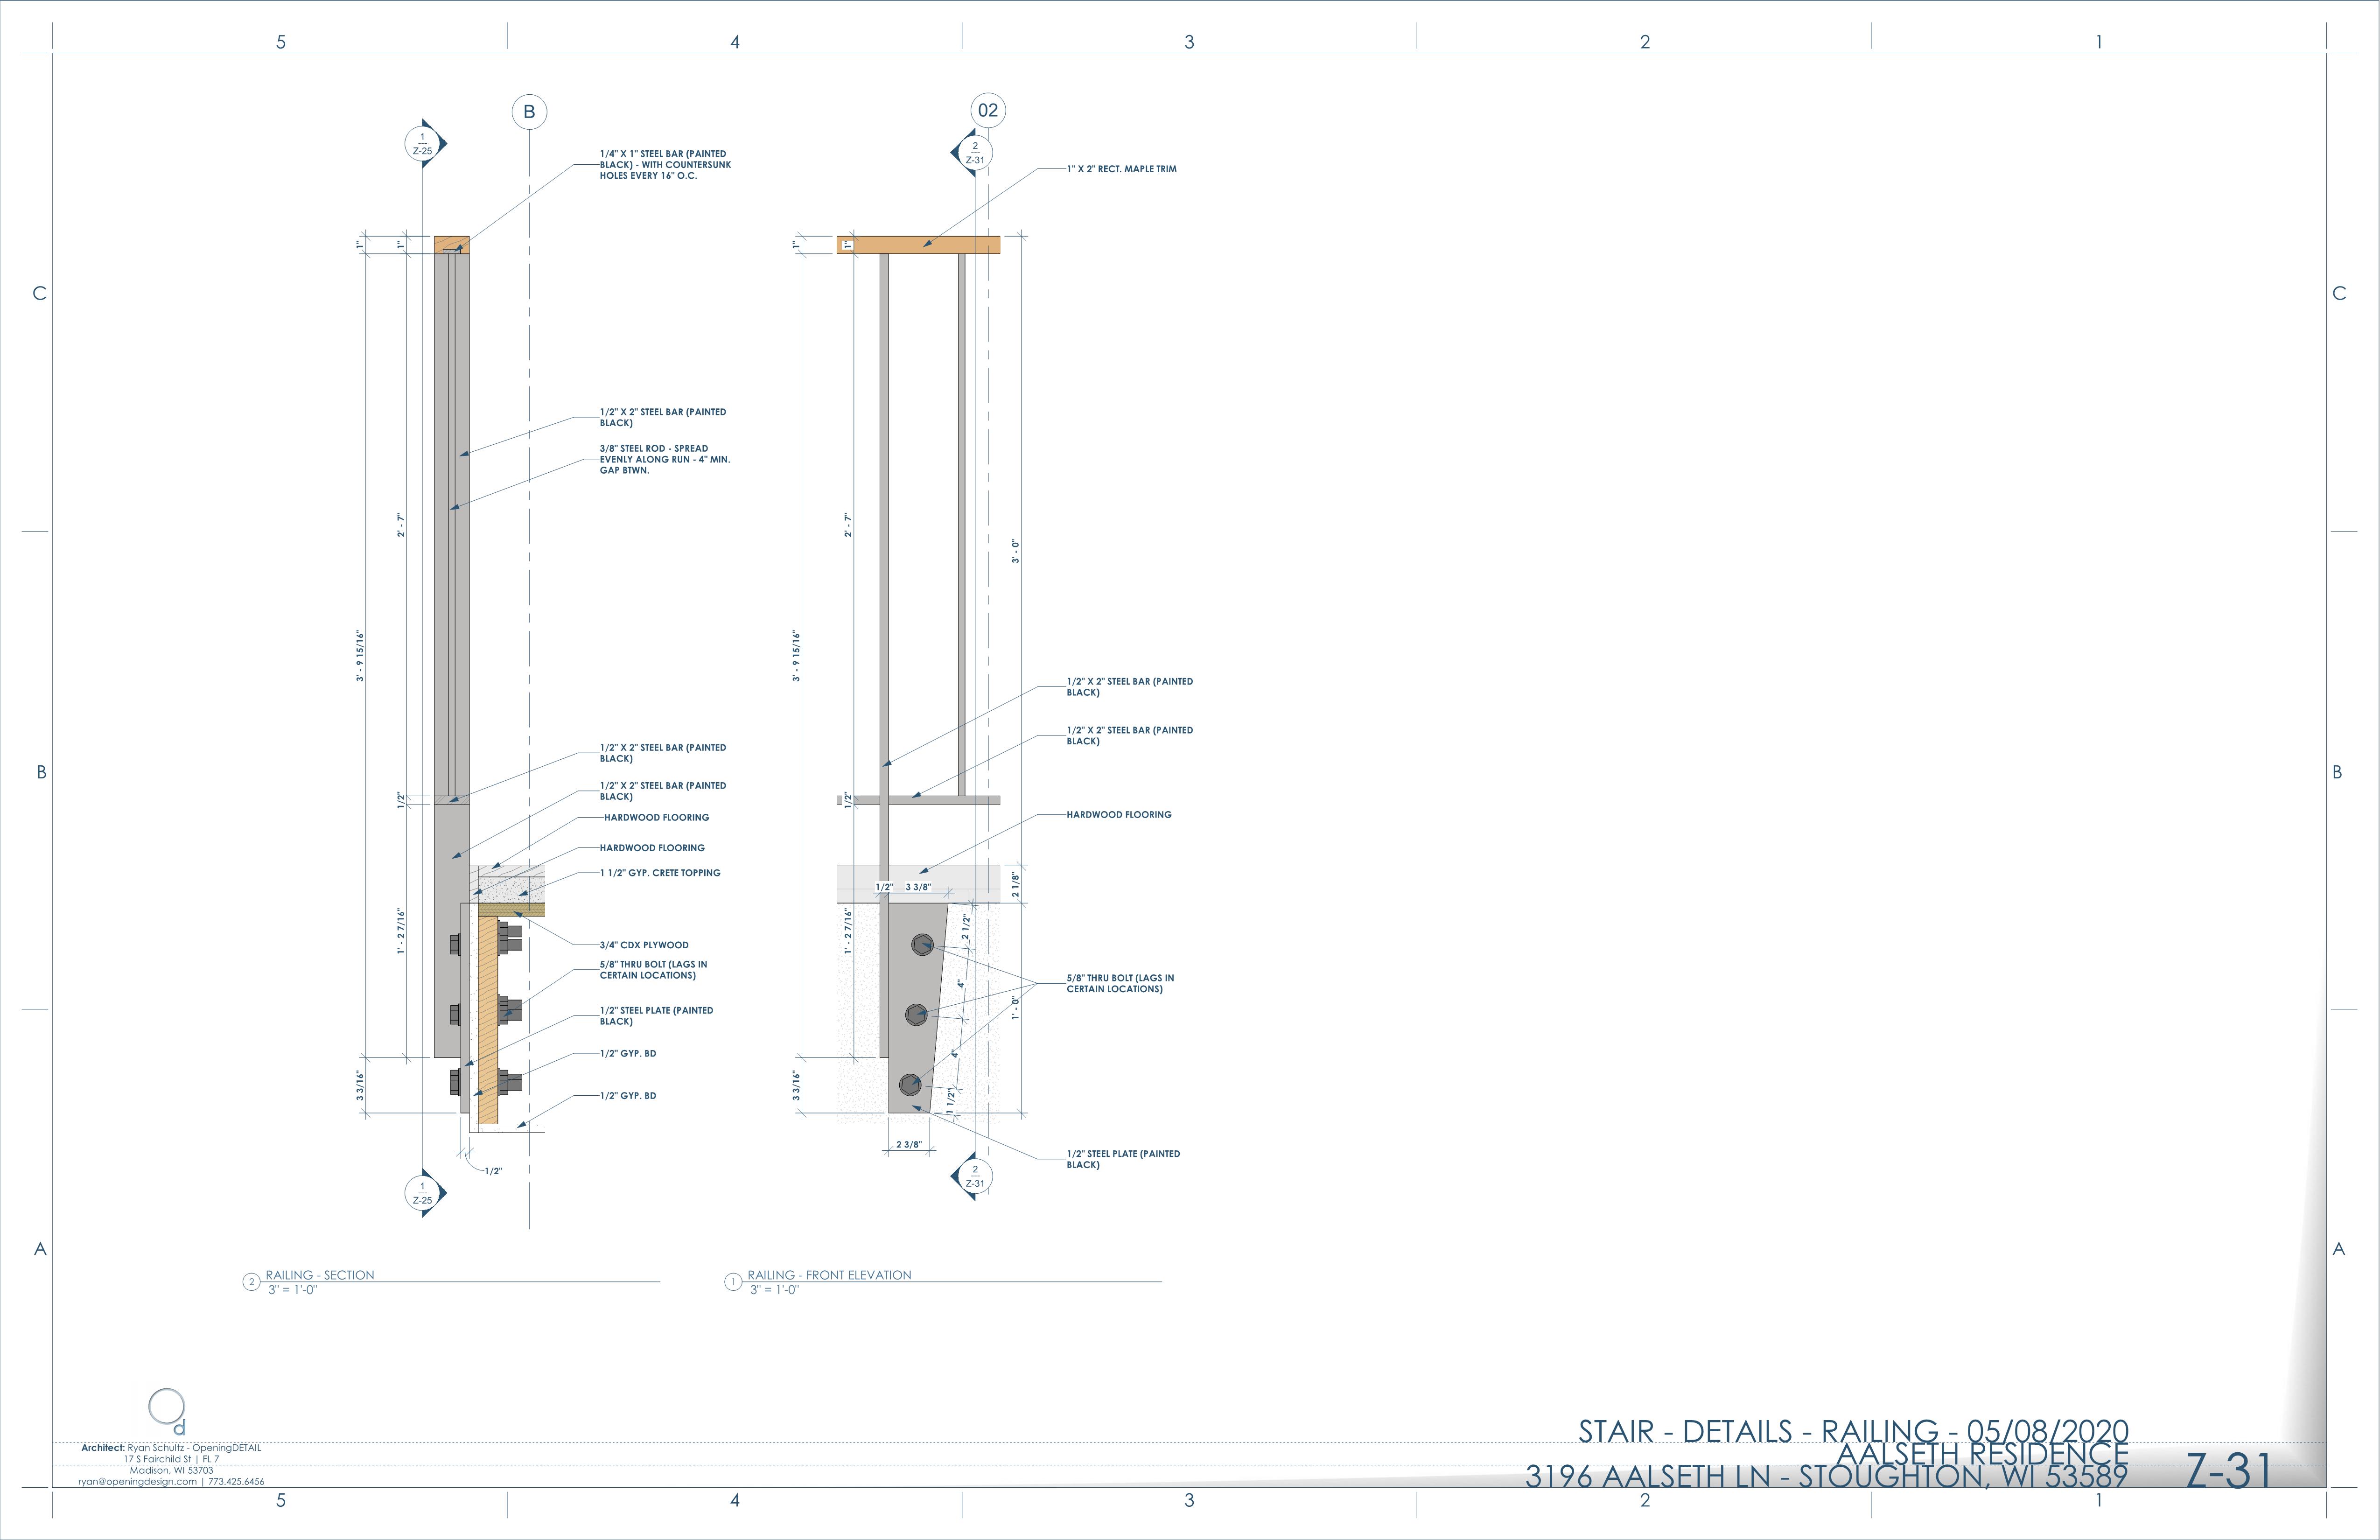 5 4 3 2 1
B
02
1
Z-25
2
Z-31
1/4" X 1" STEEL BAR (PAINTED
BLACK) - WITH COUNTERSUNK
HOLES EVERY 16" O.C.
1" X 2" RECT. MAPLE TRIM
1"
1"
1"
1"
C
C
1/2" X 2" STEEL BAR (PAINTED
BLACK)
3/8" STEEL ROD - SPREAD
EVENLY ALONG RUN - 4" MIN.
GAP BTWN.
2' - 7"
2' - 7"
3' - 0"
3' - 9 15/16"
3' - 9 15/16"
1/2" X 2" STEEL BAR (PAINTED
BLACK)
1/2" X 2" STEEL BAR (PAINTED
BLACK)
1/2" X 2" STEEL BAR (PAINTED
BLACK)
B
B
1/2" X 2" STEEL BAR (PAINTED
BLACK)
1/2"
1/2"
HARDWOOD FLOORING
HARDWOOD FLOORING
HARDWOOD FLOORING
1 1/2" GYP. CRETE TOPPING
1/2"
3 3/8"
2 1/8"
1' - 2 7/16"
1' - 2 7/16"
2 1/2"
3/4" CDX PLYWOOD
5/8" THRU BOLT (LAGS IN
CERTAIN LOCATIONS)
5/8" THRU BOLT (LAGS IN
CERTAIN LOCATIONS)
4"
1' - 0"
1/2" STEEL PLATE (PAINTED
BLACK)
4"
1/2" GYP. BD
3 3/16"
3 3/16"
1/2" GYP. BD
1 1/2"
2 3/8"
1/2" STEEL PLATE (PAINTED
BLACK)
1/2"
1
Z-25
2
Z-31
A
A
2 RAILING - SECTION
3" = 1'-0"
1 RAILING - FRONT ELEVATION
3" = 1'-0"
d
Architect: Ryan Schultz - OpeningDETAIL
17 S Fairchild St | FL 7
Madison, WI 53703
ryan@openingdesign.com | 773.425.6456
STAIR - DETAILS - RAILING - 05/08/2020
AALSETH RESIDENCE
3196 AALSETH LN - STOUGHTON, WI 53589
Z-31
5 4 3 2 1